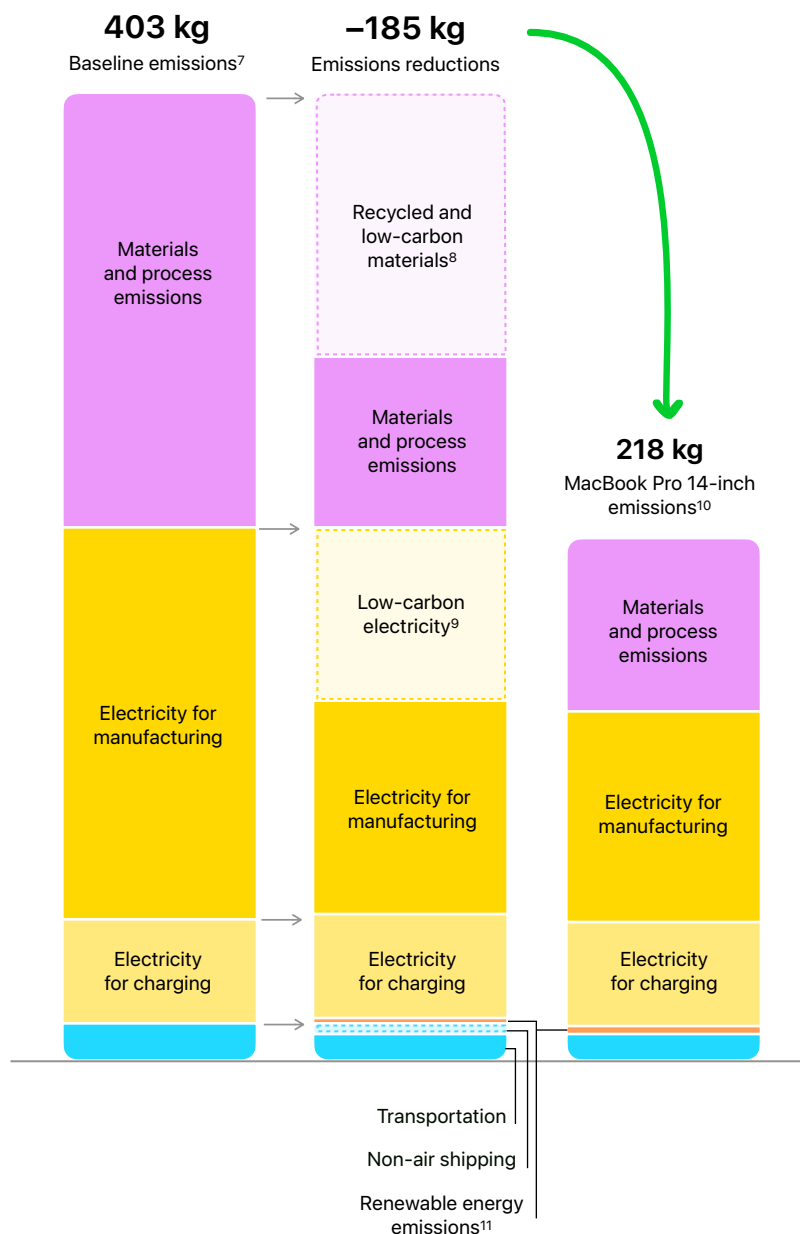 403 kg
Baseline emissions⁷
Materials
and process
emissions
Electricity for
manufacturing
Electricity
for charging
–185 kg
Emissions reductions
Recycled and
low-carbon
materials⁸
Materials
and process
emissions
Low-carbon
electricity⁹
Electricity for
manufacturing
Electricity
for charging
Transportation
Non-air shipping
Renewable energy
emissions¹¹
218 kg
MacBook Pro 14-inch
emissions¹⁰
Materials
and process
emissions
Electricity for
manufacturing
Electricity
for charging